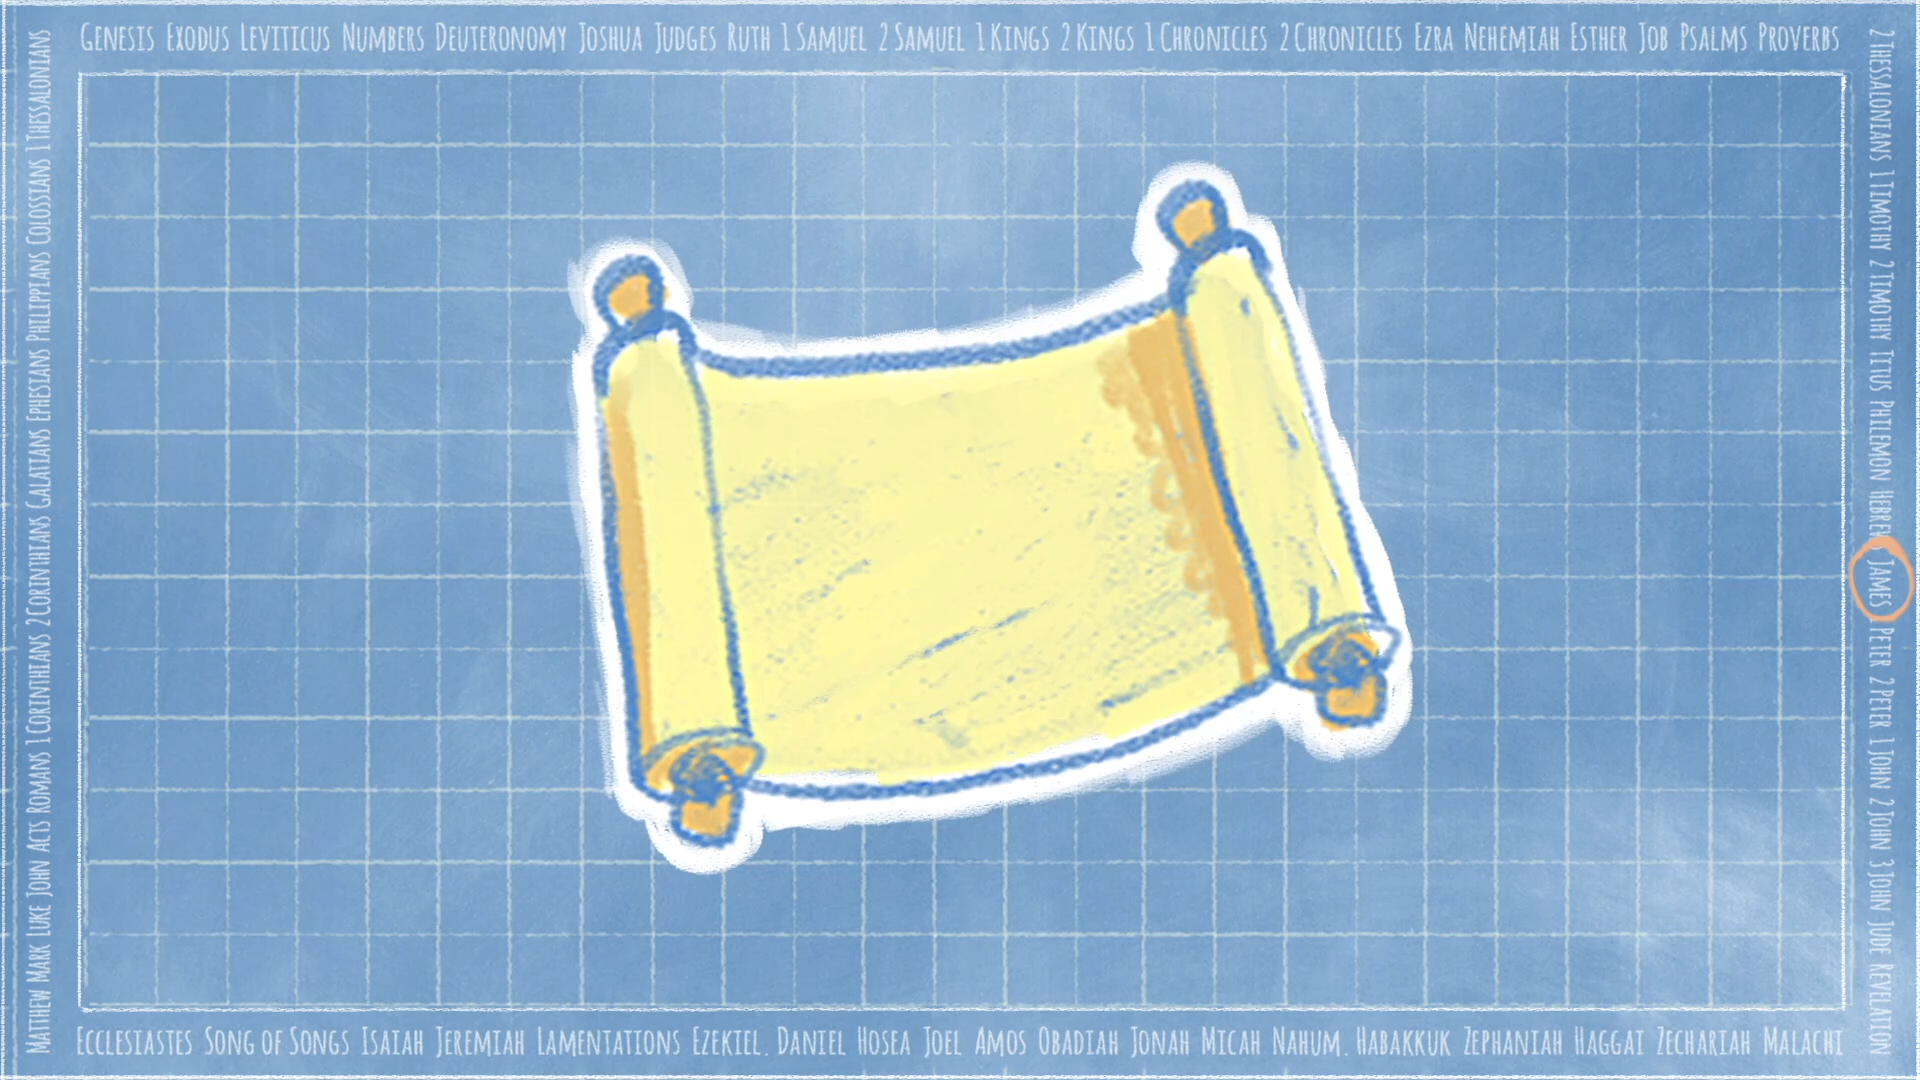 Genesis Exodus Leviticus Numbers Deuteronomy Joshua Judges Ruth 1 Samuel 2 Samuel 1 Kings 2 Kings 1 Chronicles 2 Chronicles Ezra Nehemiah Esther Job Psalms Proverbs
Ecclesiastes Song of Songs Isaiah Jeremiah Lamentations Ezekiel. Daniel Hosea Joel Amos Obadiah Jonah Micah Nahum. Habakkuk Zephaniah Haggai Zechariah Malachi
Matthew Mark Luke John Acts Romans 1 Corinthians 2 Corinthians Galatians Ephesians Philippians Colossians 1 Thessalonians
2 Thessalonians 1 Timothy 2 Timothy Titus Philemon James Peter 2 Peter 1 John 2 John 3 John Jude Revelation